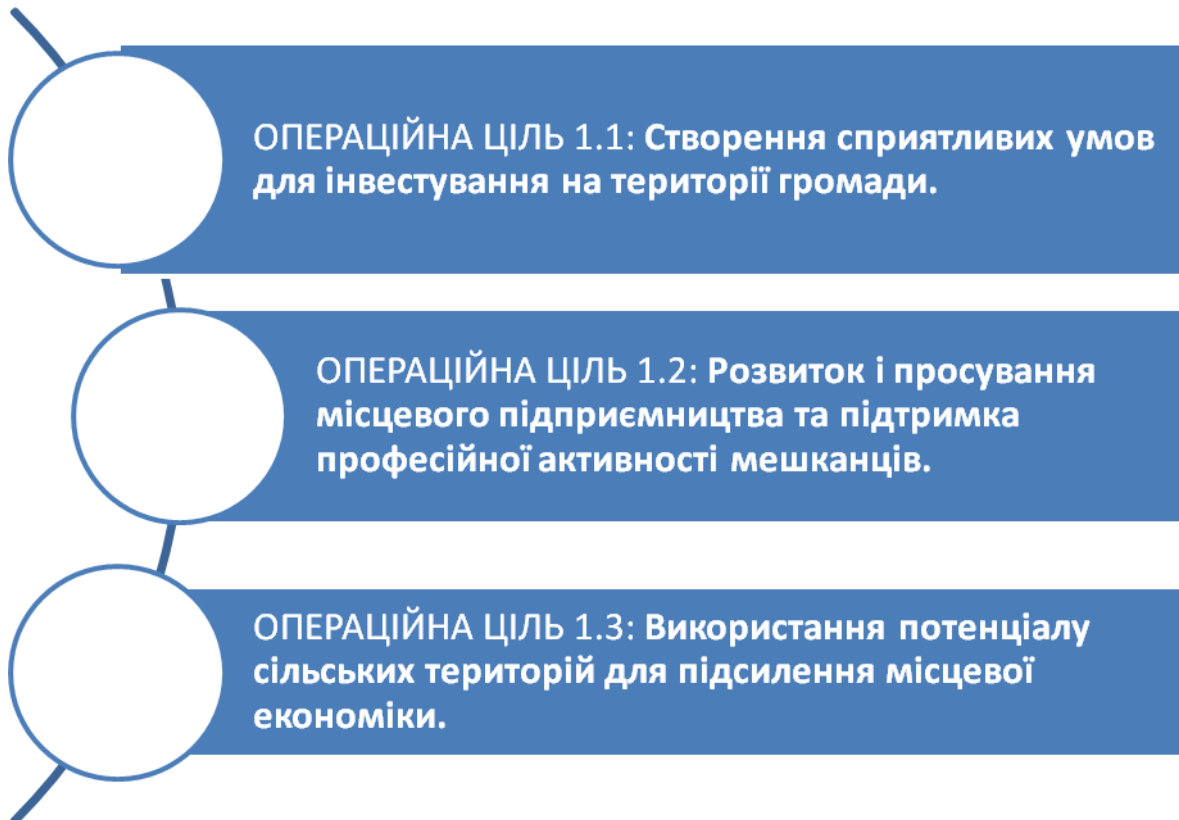 ОПЕРАЦІЙНА ЦІЛЬ 1.1: Створення сприятливих умов
для інвестування на території громади.
ОПЕРАЦІЙНА ЦІЛЬ 1.2: Розвиток і просування
місцевого підприємництва та підтримка
професійної активності мешканців.
ОПЕРАЦІЙНА ЦІЛЬ 1.3: Використання потенціалу
сільських територій для підсилення місцевої
економіки.